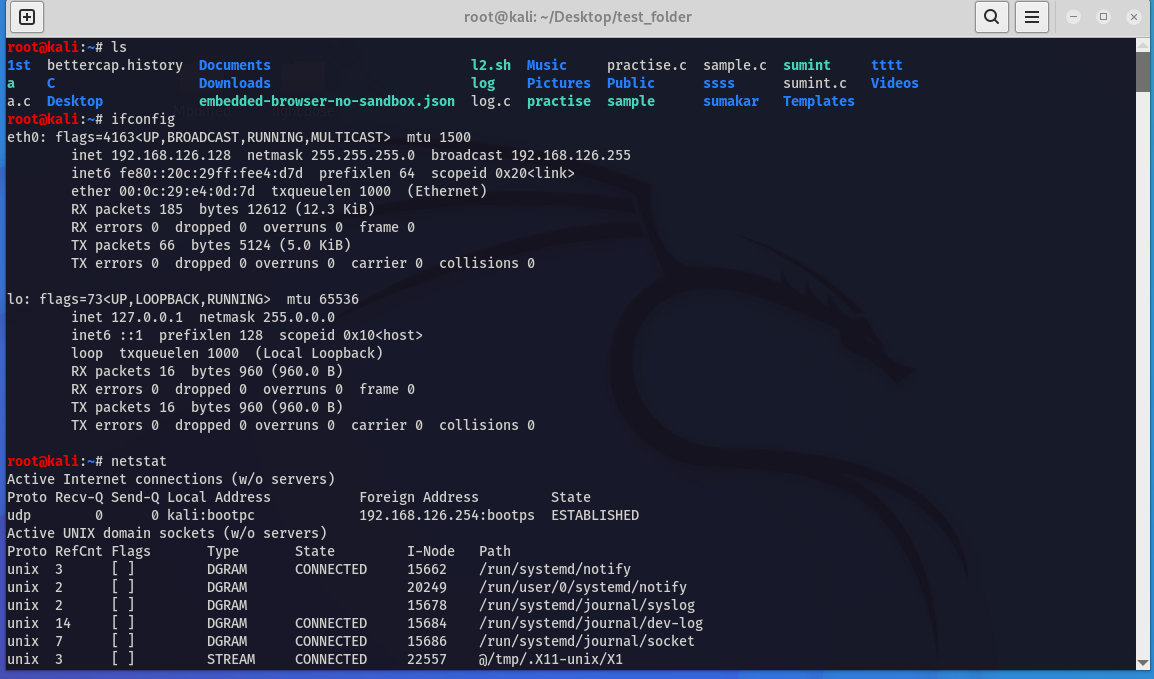 root@kali: ~/Desktop/test_folder
root@kali:~# ls
1st  bettercap.history  Documents                         l2.sh  Music     practise.c  sample.c  sumint     tttt
a    C                  Downloads                         log    Pictures  Public      ssss      sumint.c   Videos
a.c  Desktop            embedded-browser-no-sandbox.json  log.c  practise  sample      sumakar   Templates
root@kali:~# ifconfig
eth0: flags=4163<UP,BROADCAST,RUNNING,MULTICAST>  mtu 1500
        inet 192.168.126.128  netmask 255.255.255.0  broadcast 192.168.126.255
        inet6 fe80::20c:29ff:fee4:d7d  prefixlen 64  scopeid 0x20<link>
        ether 00:0c:29:e4:0d:7d  txqueuelen 1000  (Ethernet)
        RX packets 185  bytes 12612 (12.3 KiB)
        RX errors 0  dropped 0  overruns 0  frame 0
        TX packets 66  bytes 5124 (5.0 KiB)
        TX errors 0  dropped 0 overruns 0  carrier 0  collisions 0
lo: flags=73<UP,LOOPBACK,RUNNING>  mtu 65536
        inet 127.0.0.1  netmask 255.0.0.0
        inet6 ::1  prefixlen 128  scopeid 0x10<host>
        loop  txqueuelen 1000  (Local Loopback)
        RX packets 16  bytes 960 (960.0 B)
        RX errors 0  dropped 0  overruns 0  frame 0
        TX packets 16  bytes 960 (960.0 B)
        TX errors 0  dropped 0 overruns 0  carrier 0  collisions 0
root@kali:~# netstat
Active Internet connections (w/o servers)
Proto Recv-Q Send-Q Local Address           Foreign Address         State
udp        0      0 kali:bootpc             192.168.126.254:bootps  ESTABLISHED
Active UNIX domain sockets (w/o servers)
Proto RefCnt Flags       Type       State         I-Node   Path
unix  3      [ ]         DGRAM      CONNECTED     15662    /run/systemd/notify
unix  2      [ ]         DGRAM                    20249    /run/user/0/systemd/notify
unix  2      [ ]         DGRAM                    15678    /run/systemd/journal/syslog
unix  14     [ ]         DGRAM      CONNECTED     15684    /run/systemd/journal/dev-log
unix  7      [ ]         DGRAM      CONNECTED     15686    /run/systemd/journal/socket
unix  3      [ ]         STREAM     CONNECTED     22557    @/tmp/.X11-unix/X1